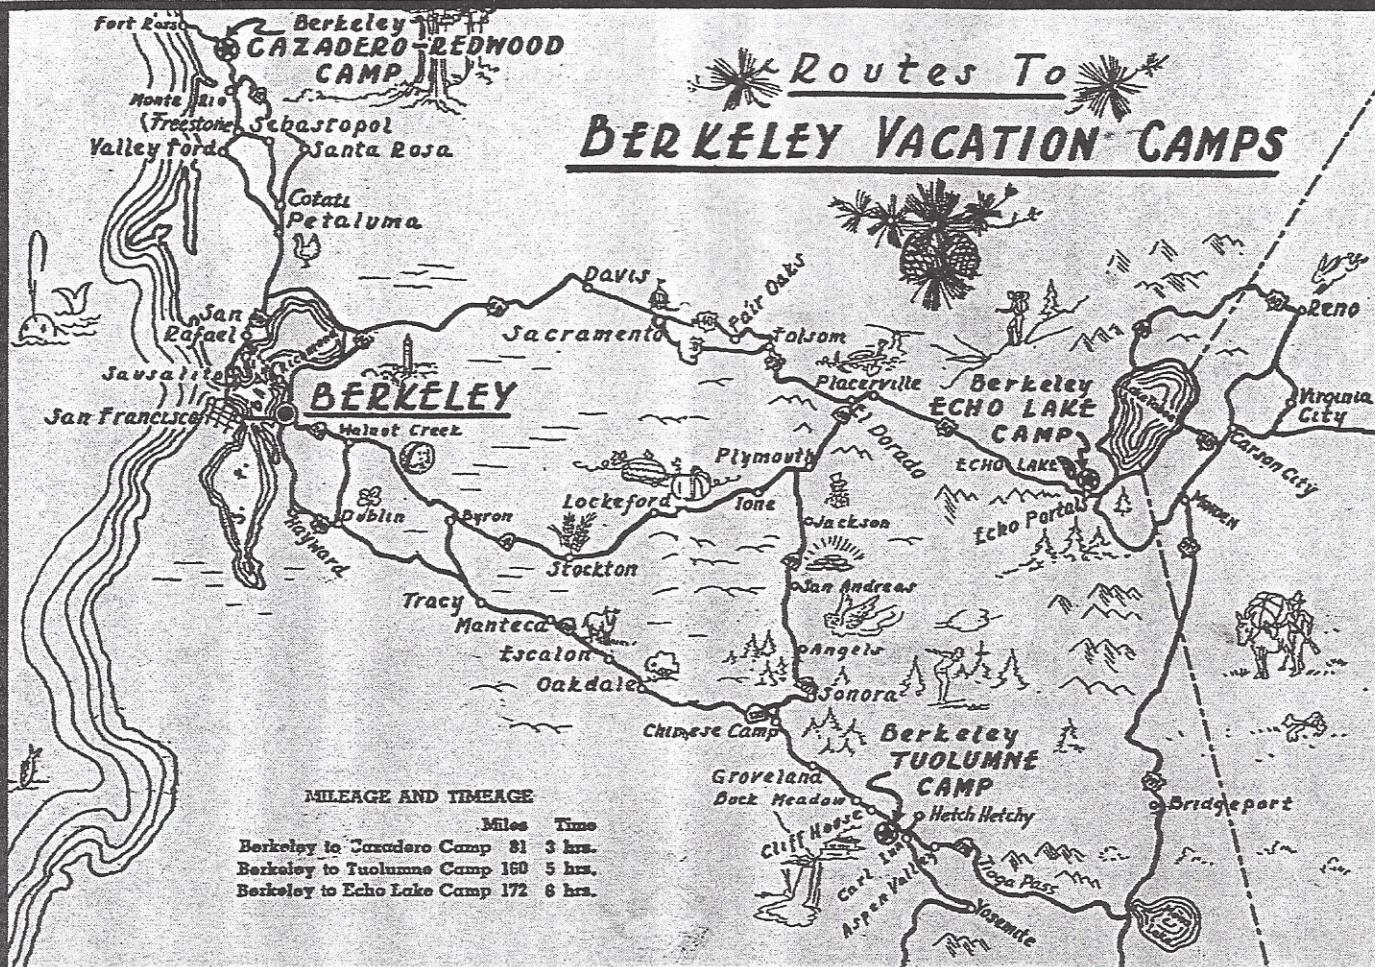 Routes To
BERKELEY VACATION CAMPS
Fort Ross
Berkeley
CAZADERO-REDWOOD
CAMP
Monte Rio
(Freestone
Sebastopol
Valley Ford
Santa Rosa
Cotati
Petaluma
San
Rafael
Richmond
Sausalito
San Francisco
S. F.
BAY
BERKELEY
Walnut Creek
Hayward
Dublin
Byron
Stockton
Lockeford
Ione
Plymouth
Davis
Sacramento
Fair Oaks
Folsom
Placerville
El Dorado
Berkeley
ECHO LAKE
CAMP
ECHO LAKE
Echo Portals
Lake Tahoe
Reno
Virginia
City
Carson City
Minden
Jackson
San Andreas
Angels
Sonora
Tracy
Manteca
Escalon
Oakdale
Chinese Camp
Berkeley
TUOLUMNE
CAMP
Groveland
Buck Meadow
Cliff House
Hetch Hetchy
Carl Inn
Aspen Valley
Tioga Pass
Yosemite
Mono
Lake
Bridgeport
MILEAGE AND TIMEAGE
Miles Time
Berkeley to Cazadero Camp 81 3 hrs.
Berkeley to Tuolumne Camp 160 5 hrs.
Berkeley to Echo Lake Camp 172 6 hrs.